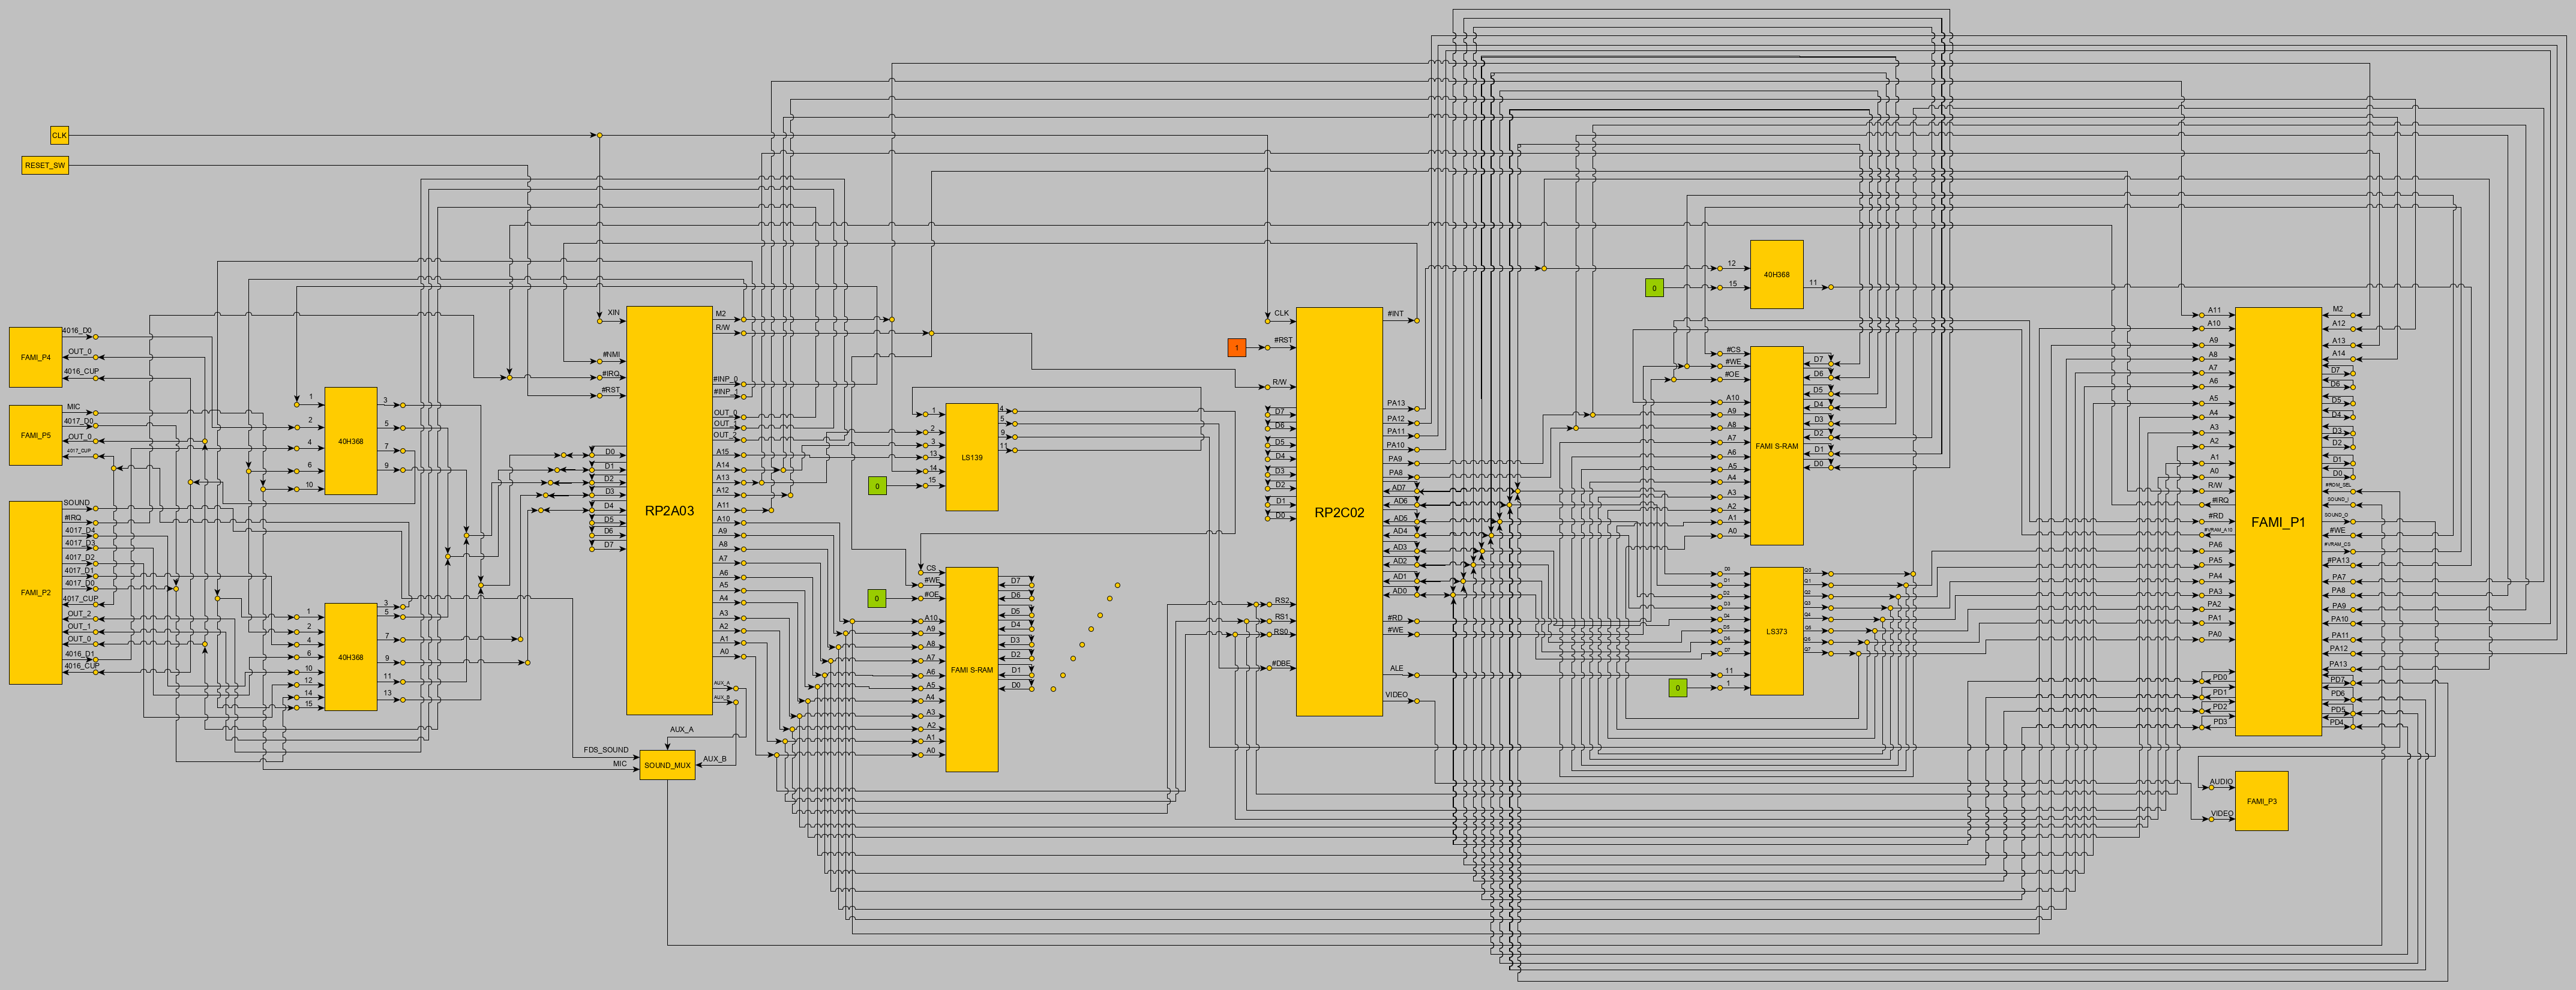 CLK
RESET_SW
FAMI_P4
4016_D0
OUT_0
4016_CUP
FAMI_P5
MIC
4017_D0
OUT_0
4017_CUP
FAMI_P2
SOUND
#IRQ
4017_D4
4017_D3
4017_D2
4017_D1
4017_D0
4017_CUP
OUT_2
OUT_1
OUT_0
4016_D1
4016_CUP
1
2
4
6
10
40H368
3
5
7
9
1
2
4
6
10
12
14
15
40H368
3
5
7
9
11
13
XIN
#NMI
#IRQ
#RST
D0
D1
D2
D3
D4
D5
D6
D7
RP2A03
M2
R/W
#INP_0
#INP_1
OUT_0
OUT_1
OUT_2
A15
A14
A13
A12
A11
A10
A9
A8
A7
A6
A5
A4
A3
A2
A1
A0
AUX_A
AUX_B
AUX_A
FDS_SOUND
MIC
SOUND_MUX
AUX_B
1
2
3
13
14
15
0
LS139
4
5
9
11
CS
#WE
#OE
0
A10
A9
A8
A7
A6
A5
A4
A3
A2
A1
A0
FAMI S-RAM
D7
D6
D5
D4
D3
D2
D1
D0
CLK
1
#RST
R/W
D7
D6
D5
D4
D3
D2
D1
D0
RS2
RS1
RS0
#DBE
RP2C02
#INT
PA13
PA12
PA11
PA10
PA9
PA8
AD7
AD6
AD5
AD4
AD3
AD2
AD1
AD0
#RD
#WE
ALE
VIDEO
12
0
15
40H368
11
#CS
#WE
#OE
A10
A9
A8
A7
A6
A5
A4
A3
A2
A1
A0
FAMI S-RAM
D7
D6
D5
D4
D3
D2
D1
D0
D0
D1
D2
D3
D4
D5
D6
D7
11
0
1
LS373
Q0
Q1
Q2
Q3
Q4
Q5
Q6
Q7
A11
A10
A9
A8
A7
A6
A5
A4
A3
A2
A1
A0
R/W
#IRQ
#RD
#VRAM_A10
PA6
PA5
PA4
PA3
PA2
PA1
PA0
PD0
PD1
PD2
PD3
FAMI_P1
M2
A12
A13
A14
D7
D6
D5
D4
D3
D2
D1
D0
#ROM_SEL
SOUND_I
SOUND_O
#WE
#VRAM_CS
#PA13
PA7
PA8
PA9
PA10
PA11
PA12
PA13
PD7
PD6
PD5
PD4
AUDIO
VIDEO
FAMI_P3